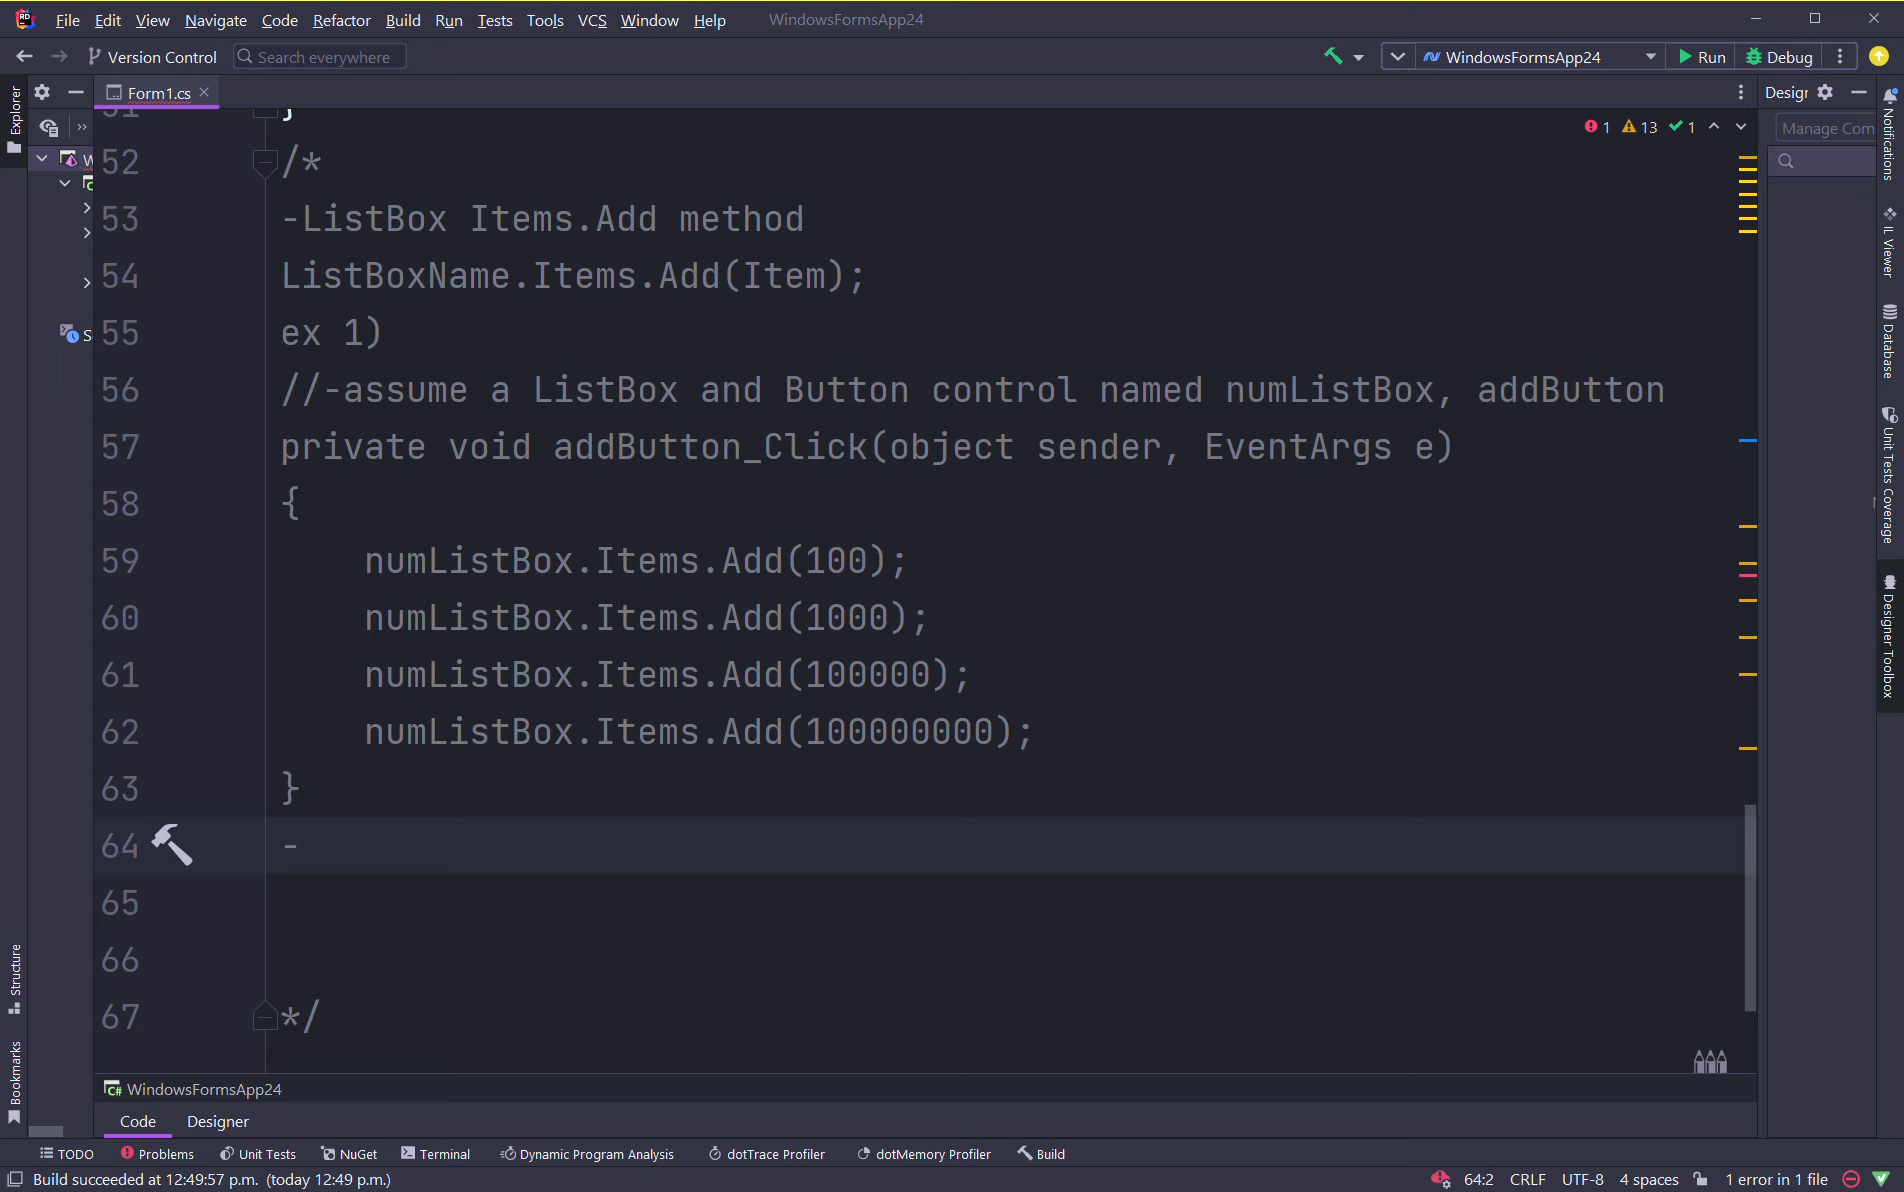 File Edit View Navigate Code Refactor Build Run Tests Tools VCS Window Help WindowsFormsApp24
Version Control Search everywhere WindowsFormsApp24 Run Debug
Explorer Form1.cs Design Notifications
51 }
1 13 1 Manage Com
52 /*
53 -ListBox Items.Add method
54 ListBoxName.Items.Add(Item);
55 ex 1)
56 //-assume a ListBox and Button control named numListBox, addButton
57 private void addButton_Click(object sender, EventArgs e)
58 {
59 numListBox.Items.Add(100);
60 numListBox.Items.Add(1000);
61 numListBox.Items.Add(100000);
62 numListBox.Items.Add(100000000);
63 }
64 -
65
66
67 */
IL Viewer
Database
Unit Tests Coverage
Designer Toolbox
Structure
Bookmarks
C# WindowsFormsApp24
Code Designer
TODO Problems Unit Tests NuGet Terminal Dynamic Program Analysis dotTrace Profiler dotMemory Profiler Build
Build succeeded at 12:49:57 p.m. (today 12:49 p.m.) 64:2 CRLF UTF-8 4 spaces 1 error in 1 file